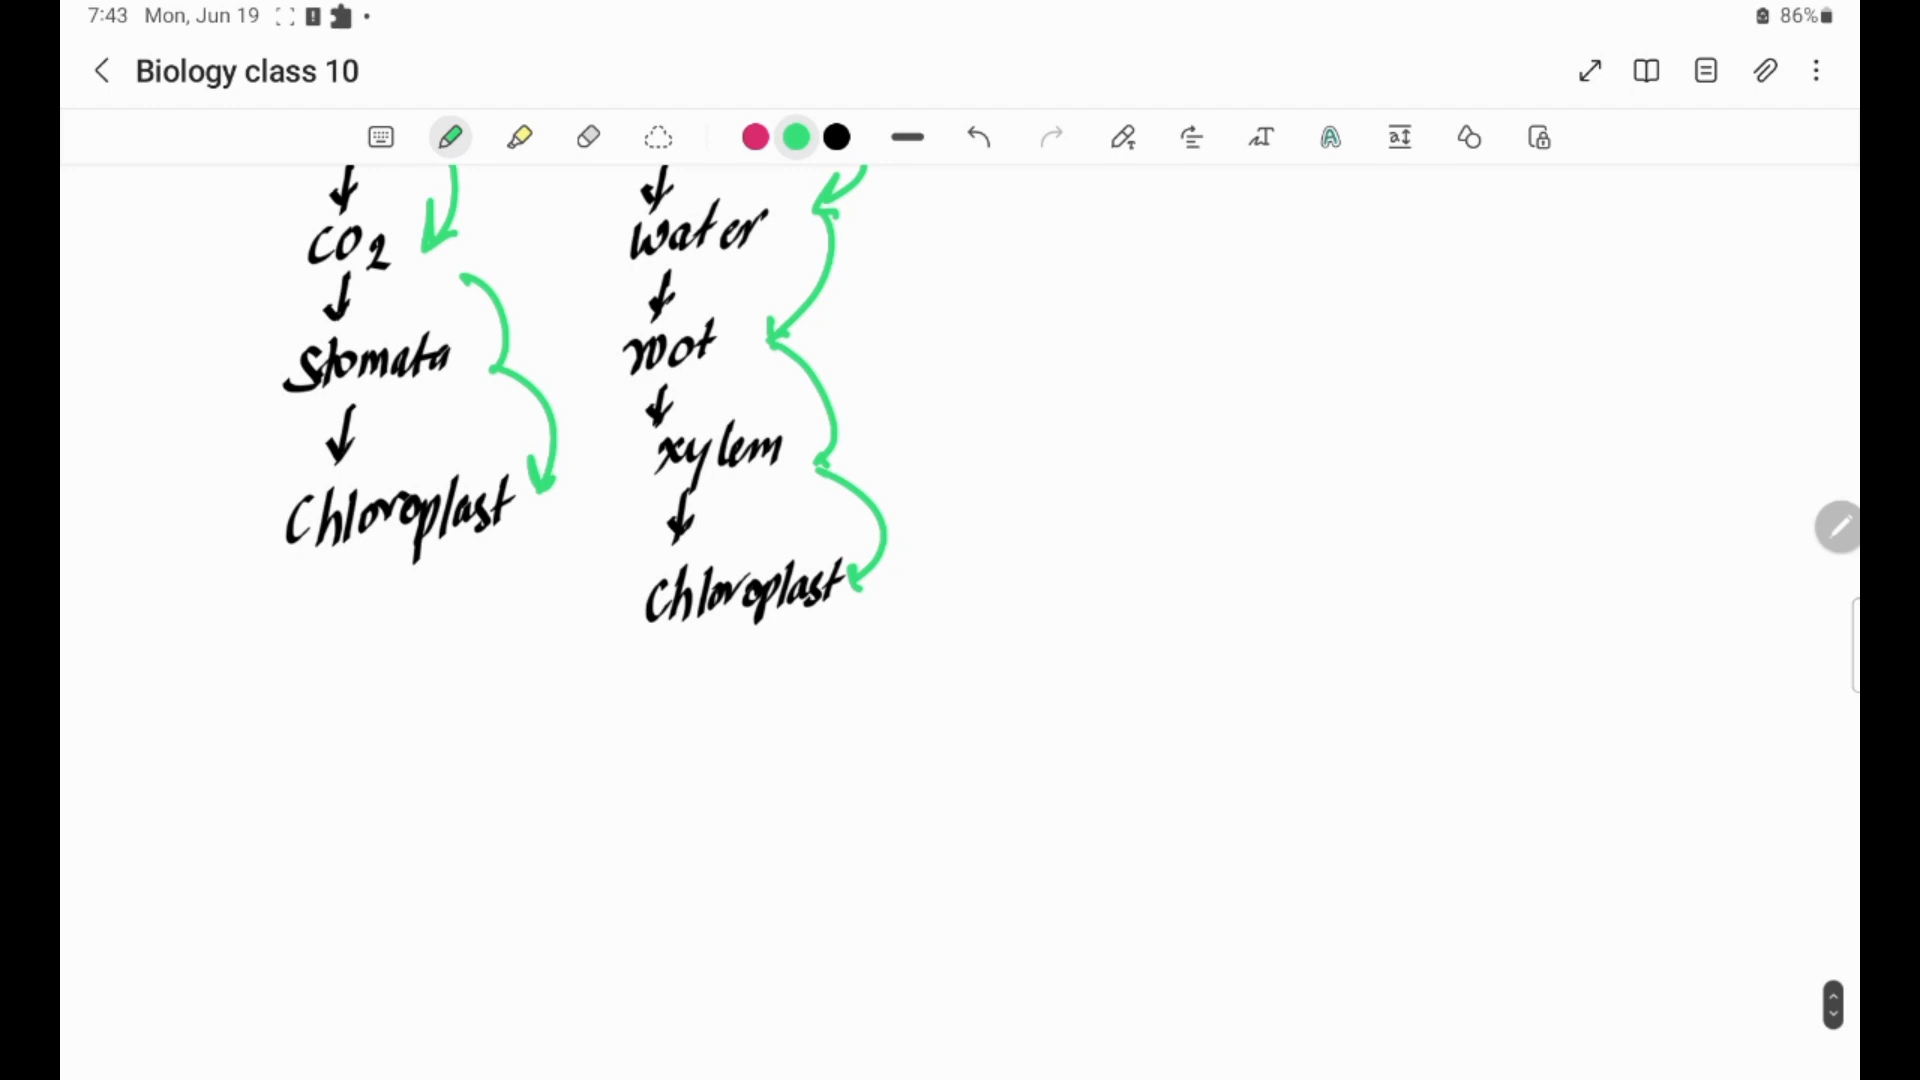 7:43 Mon, Jun 19
86%
Biology class 10
CO2
Stomata
Chloroplast
water
root
xylem
chloroplast